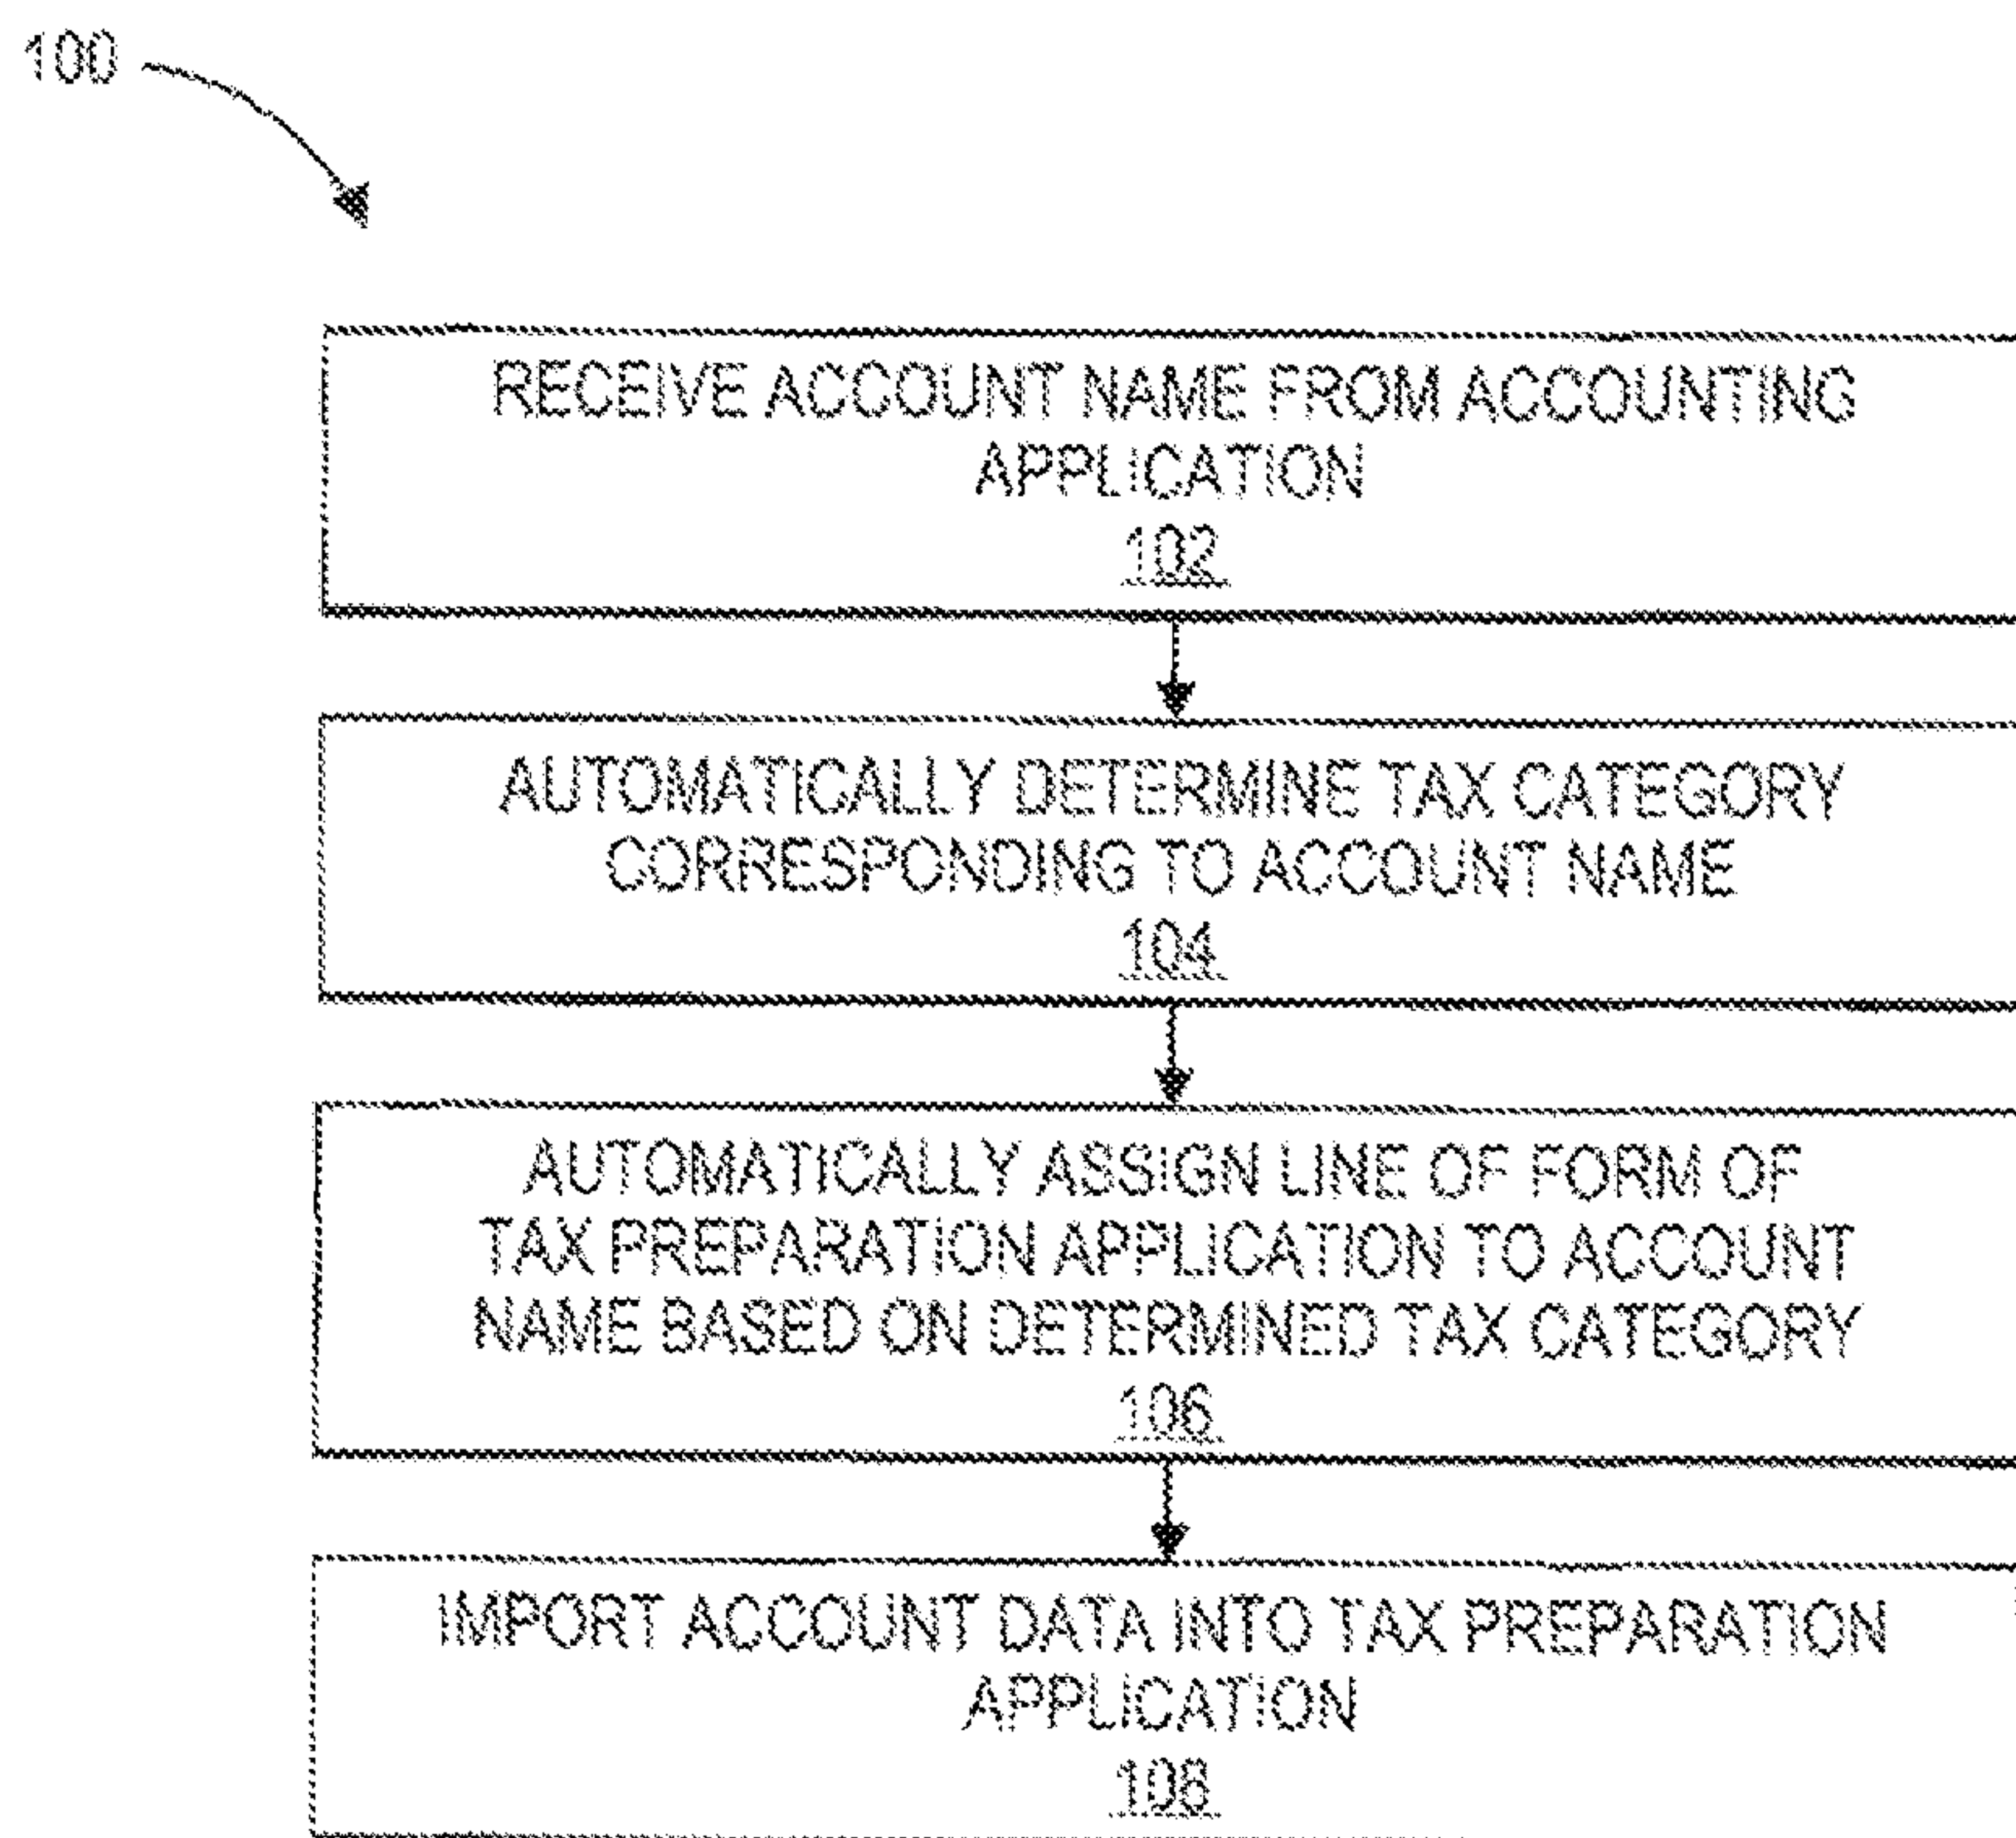 100
RECEIVE ACCOUNT NAME FROM ACCOUNTING
APPLICATION
102
AUTOMATICALLY DETERMINE TAX CATEGORY
CORRESPONDING TO ACCOUNT NAME
104
AUTOMATICALLY ASSIGN LINE OF FORM OF
TAX PREPARATION APPLICATION TO ACCOUNT
NAME BASED ON DETERMINED TAX CATEGORY
106
IMPORT ACCOUNT DATA INTO TAX PREPARATION
APPLICATION
108